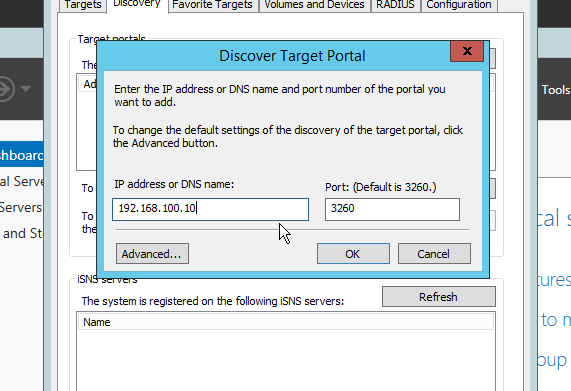 Targets Discovery Favorite Targets Volumes and Devices RADIUS Configuration
Target portals
The
Discover Target Portal
x
Ad
Enter the IP address or DNS name and port number of the portal you
want to add.
To change the default settings of the discovery of the target portal, click
the Advanced button.
IP address or DNS name:
Port: (Default is 3260.)
192.168.100.10
3260
Advanced...
OK
Cancel
To
To
the
iSNS servers
The system is registered on the following iSNS servers:
Refresh
Name
Tools
shboard
al Serve
Servers
and Sto
cal s
tures
to m
oup